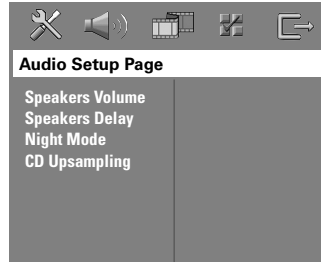 Audio Setup Page
Speakers Volume
Speakers Delay
Night Mode
CD Upsampling